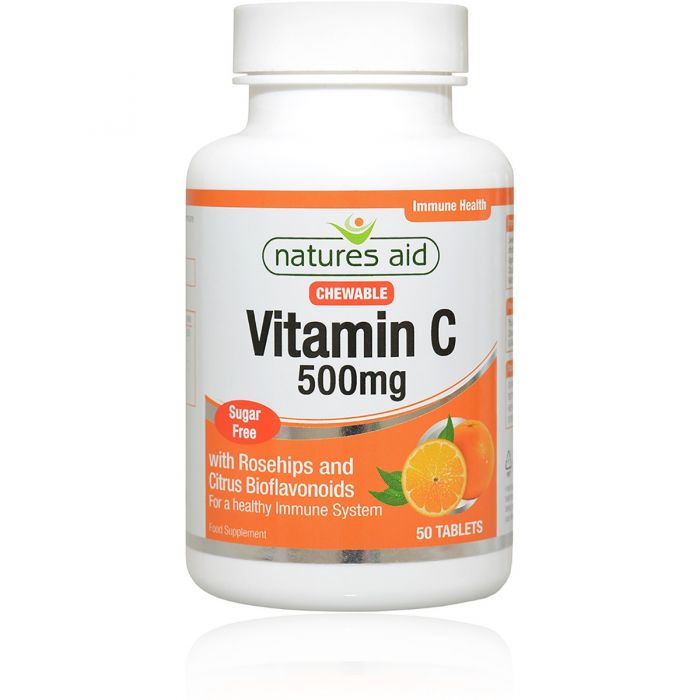 Immune Health
natures aid
CHEWABLE
Vitamin C
500mg
Sugar
Free
with Rosehips and
Citrus Bioflavonoids
For a healthy Immune System
Food Supplement
50 TABLETS